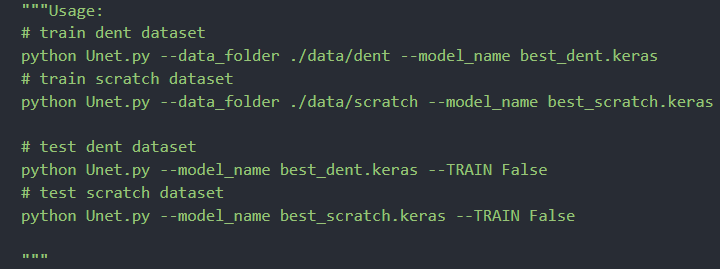 """Usage:
# train dent dataset
python Unet.py --data_folder ./data/dent --model_name best_dent.keras
# train scratch dataset
python Unet.py --data_folder ./data/scratch --model_name best_scratch.keras

# test dent dataset
python Unet.py --model_name best_dent.keras --TRAIN False
# test scratch dataset
python Unet.py --model_name best_scratch.keras --TRAIN False

"""